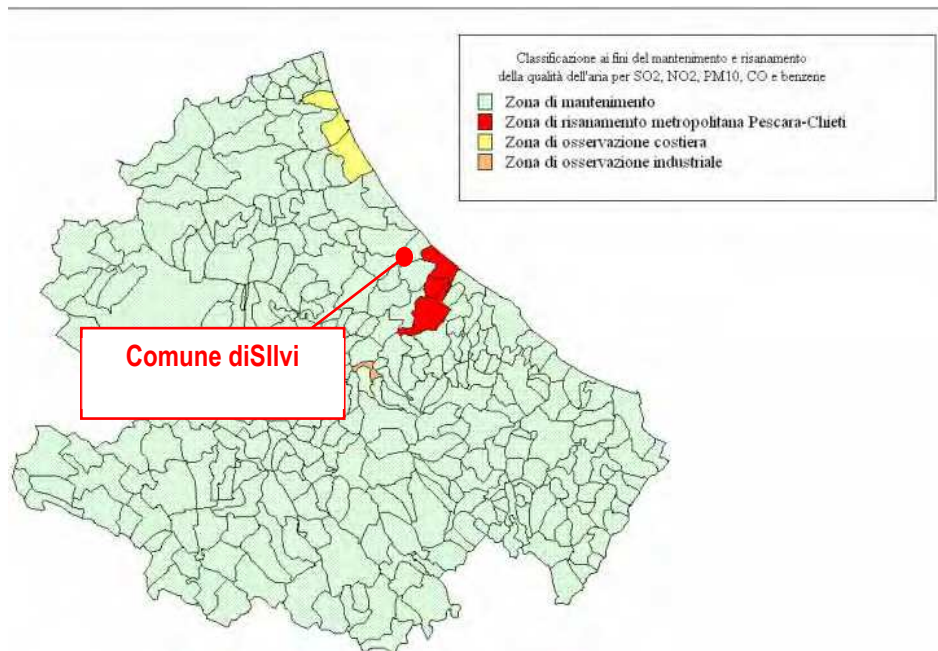 Classificazione ai fini del mantenimento e risanamento
della qualità dell'aria per SO2, NO2, PM10, CO e benzene
Zona di mantenimento
Zona di risanamemto metropolitana Pescara-Chieti
Zona di osservazione costiera
Zona di osservazione industriale
Comune diSIlvi